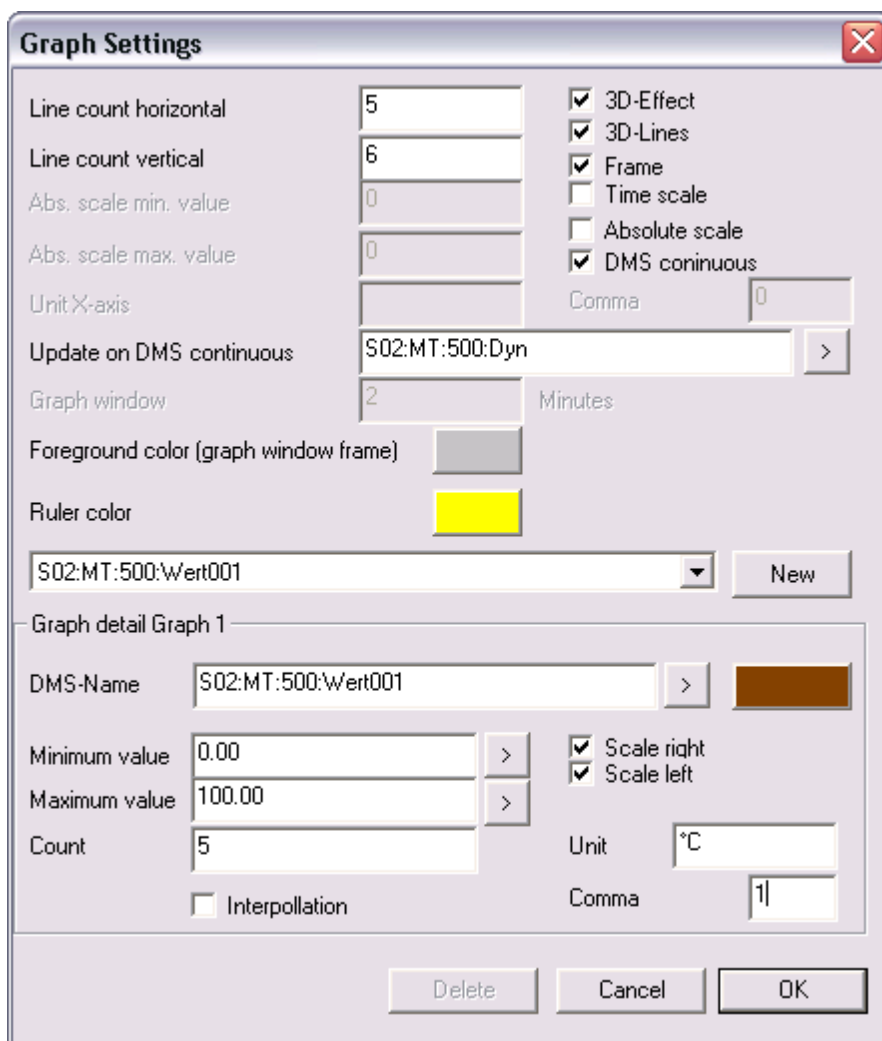 Graph Settings
Line count horizontal 5 3D-Effect
3D-Lines
Line count vertical 6 Frame
Abs. scale min. value 0 Time scale
Absolute scale
Abs. scale max. value 0 DMS coninuous
Unit X-axis Comma 0
Update on DMS continuous S02:MT:500:Dyn >
Graph window 2 Minutes
Foreground color (graph window frame)
Ruler color
S02:MT:500:Wert001 New
Graph detail Graph 1
DMS-Name S02:MT:500:Wert001 >
Minimum value 0.00 > Scale right
Scale left
Maximum value 100.00 >
Count 5 Unit °C
Interpollation Comma 1
Delete Cancel OK